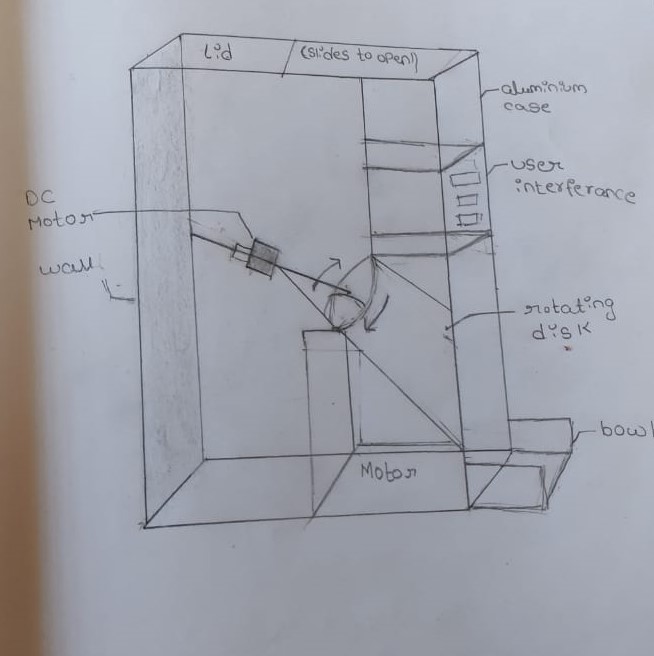 Lid (slides to open!)
aluminium
case
user
interferance
DC
Motor
wall
rotating
disk
bowl
Motor